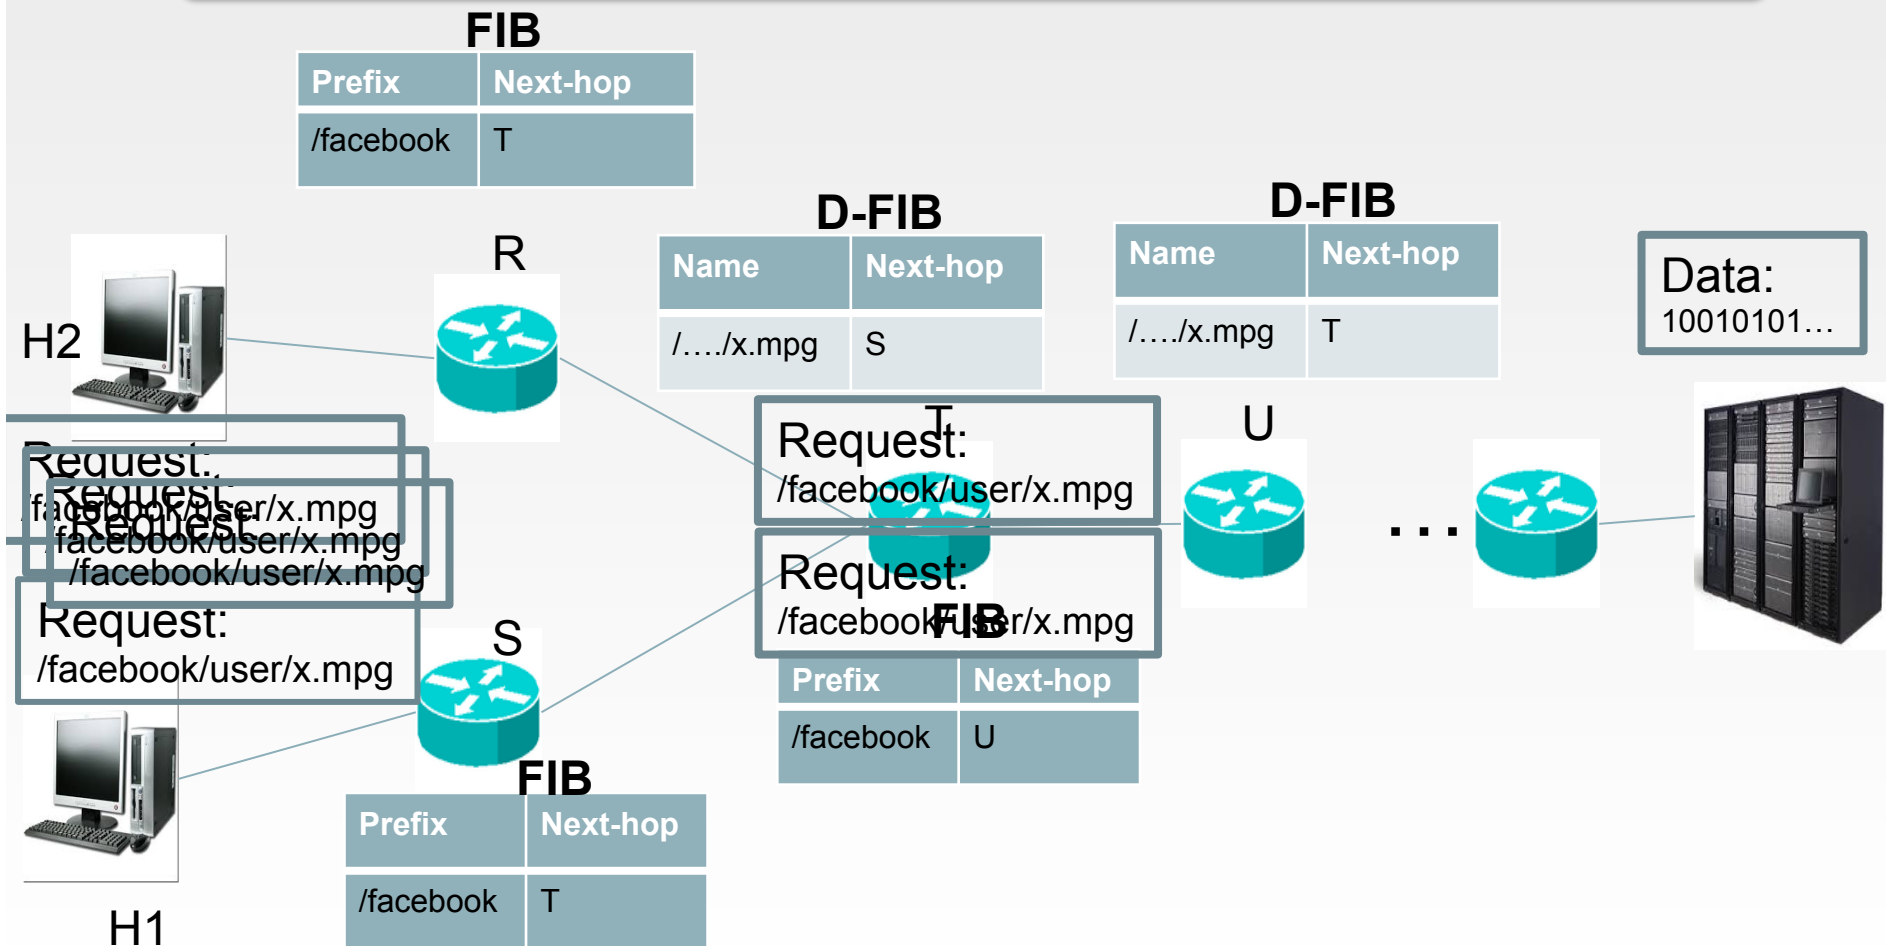 FIB
Prefix Next-hop
/facebook T
D-FIB
Name Next-hop
/…./x.mpg S
D-FIB
Name Next-hop
/…./x.mpg T
Data:
10010101…
R
H2
T
U
Request:
/facebook/user/x.mpg
Request:
/facebook/user/x.mpg
Request:
/facebook/user/x.mpg
Request:
/facebook/user/x.mpg
Request:
/facebook/user/x.mpg
Request:
/facebook/user/x.mpg
...
S
FIB
Prefix Next-hop
/facebook U
FIB
Prefix Next-hop
/facebook T
H1